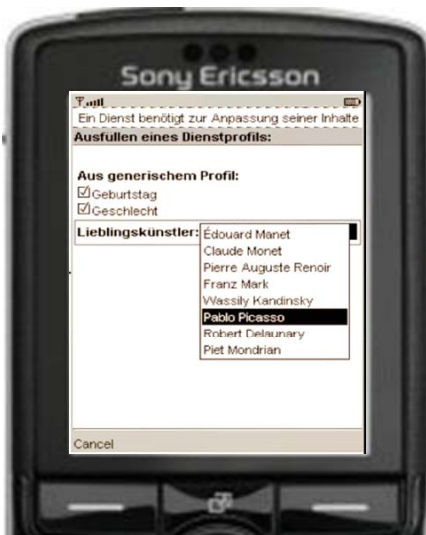 Sony Ericsson
Ein Dienst benötigt zur Anpassung seiner Inhalte
Ausfüllen eines Dienstprofils:
Aus generischem Profil:
Geburtstag
Geschlecht
Lieblingskünstler:
Édouard Manet
Claude Monet
Pierre Auguste Renoir
Franz Mark
Wassily Kandinsky
Pablo Picasso
Robert Delaunary
Piet Mondrian
Cancel